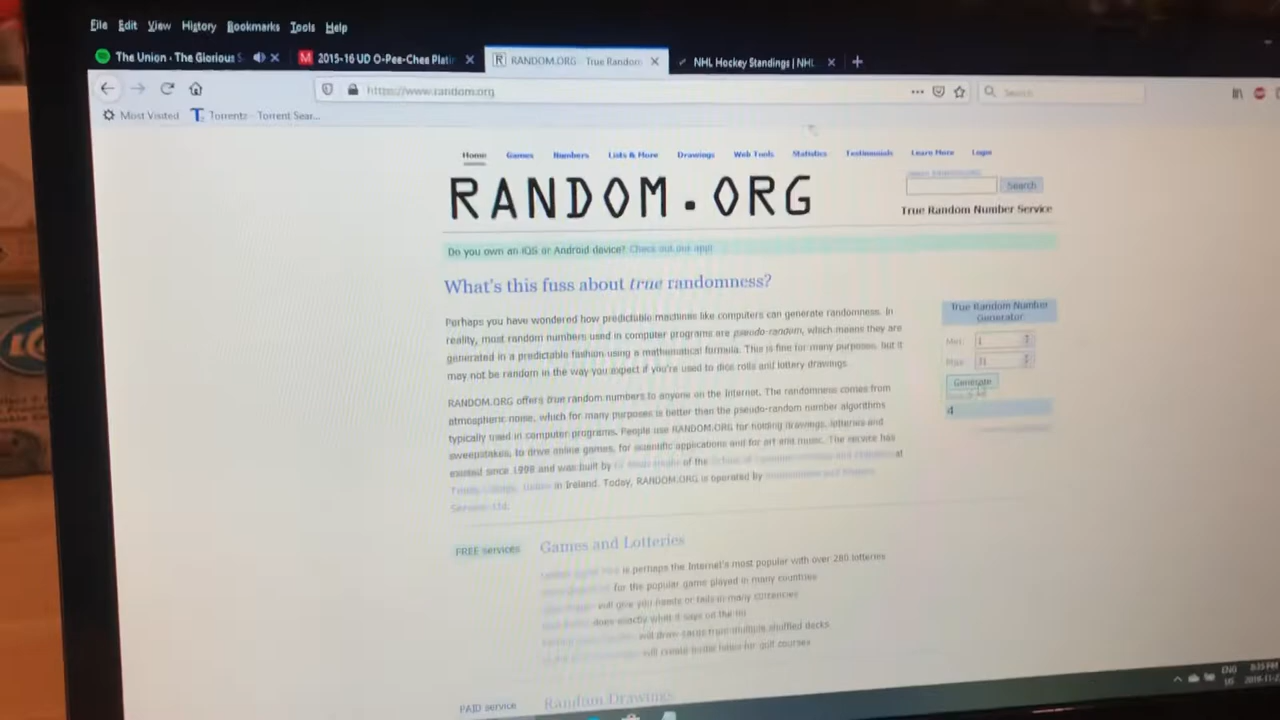 File Edit View History Bookmarks Tools Help
The Union · The Glorious S
2015-16 UD O-Pee-Chee Plati
RANDOM.ORG - True Random
NHL Hockey Standings | NHL
https://www.random.org
Search
Most Visited Torrents - Torrent Sear...
Home Games Numbers Lists & More Drawings Web Tools Statistics Testimonials Learn More Login
RANDOM.ORG
Search
True Random Number Service
Do you own an iOS or Android device? Check out our app!
What's this fuss about true randomness?
Perhaps you have wondered how predictable machines like computers can generate randomness. In
reality, most random numbers used in computer programs are pseudo-random, which means they are
generated in a predictable fashion using a mathematical formula. This is fine for many purposes, but it
may not be random in the way you expect if you're used to dice rolls and lottery drawings.
RANDOM.ORG offers true random numbers to anyone on the Internet. The randomness comes from
atmospheric noise, which for many purposes is better than the pseudo-random number algorithms
typically used in computer programs. People use RANDOM.ORG for holding drawings, lotteries and
sweepstakes, to drive online games, for scientific applications and for art and music. The service has
existed since 1998 and was built by of the at
in Ireland. Today, RANDOM.ORG is operated by
True Random Number
Generator
Min: 1
Max: 31
Generate
4
FREE services
Games and Lotteries
is perhaps the Internet's most popular with over 280 lotteries
for the popular game played in many countries
will give you heads or tails in many currencies
does exactly what it says on the tin
will draw cards from multiple shuffled decks
will create for golf courses
PAID service
Random Drawings
ENG
US
8:35 PM